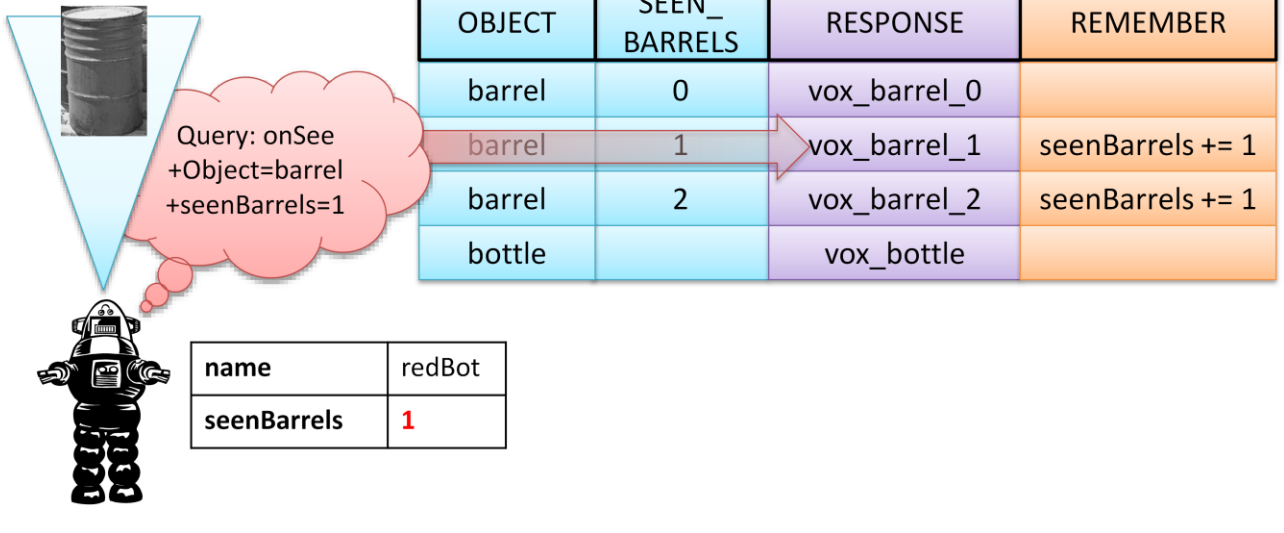 OBJECT SEEN_ BARRELS RESPONSE REMEMBER
barrel 0 vox_barrel_0
barrel 1 vox_barrel_1 seenBarrels += 1
barrel 2 vox_barrel_2 seenBarrels += 1
bottle vox_bottle
Query: onSee
+Object=barrel
+seenBarrels=1
name redBot
seenBarrels 1